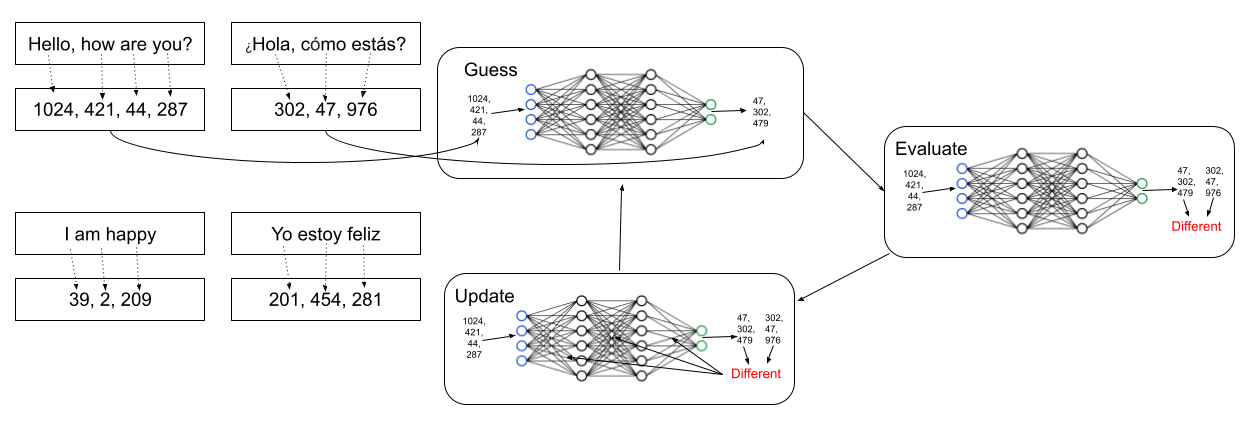 Hello, how are you?
¿Hola, cómo estás?
1024, 421, 44, 287
302, 47, 976
I am happy
Yo estoy feliz
39, 2, 209
201, 454, 281
Guess
1024,
421,
44,
287
47,
302,
479
Evaluate
1024,
421,
44,
287
47,
302,
479
302,
47,
976
Different
Update
1024,
421,
44,
287
47,
302,
479
302,
47,
976
Different